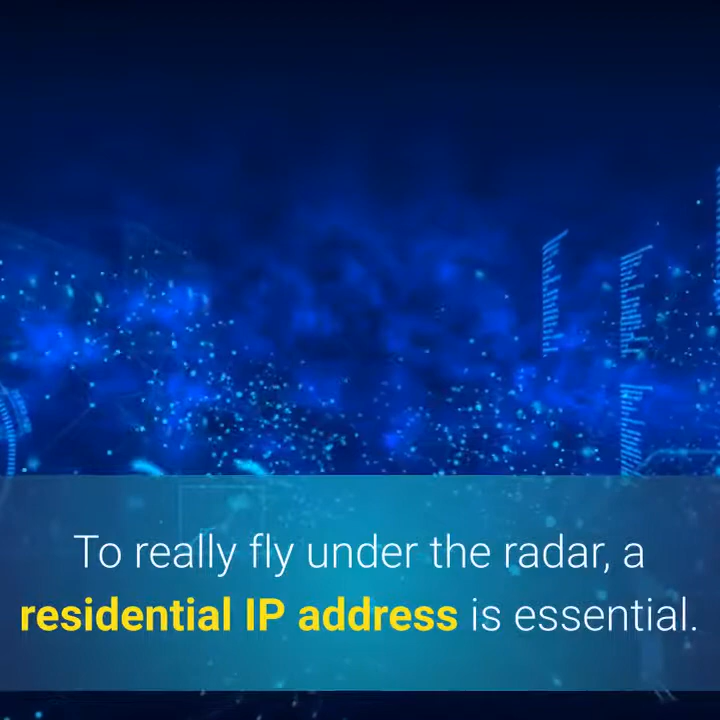 To really fly under the radar, a
residential IP address is essential.